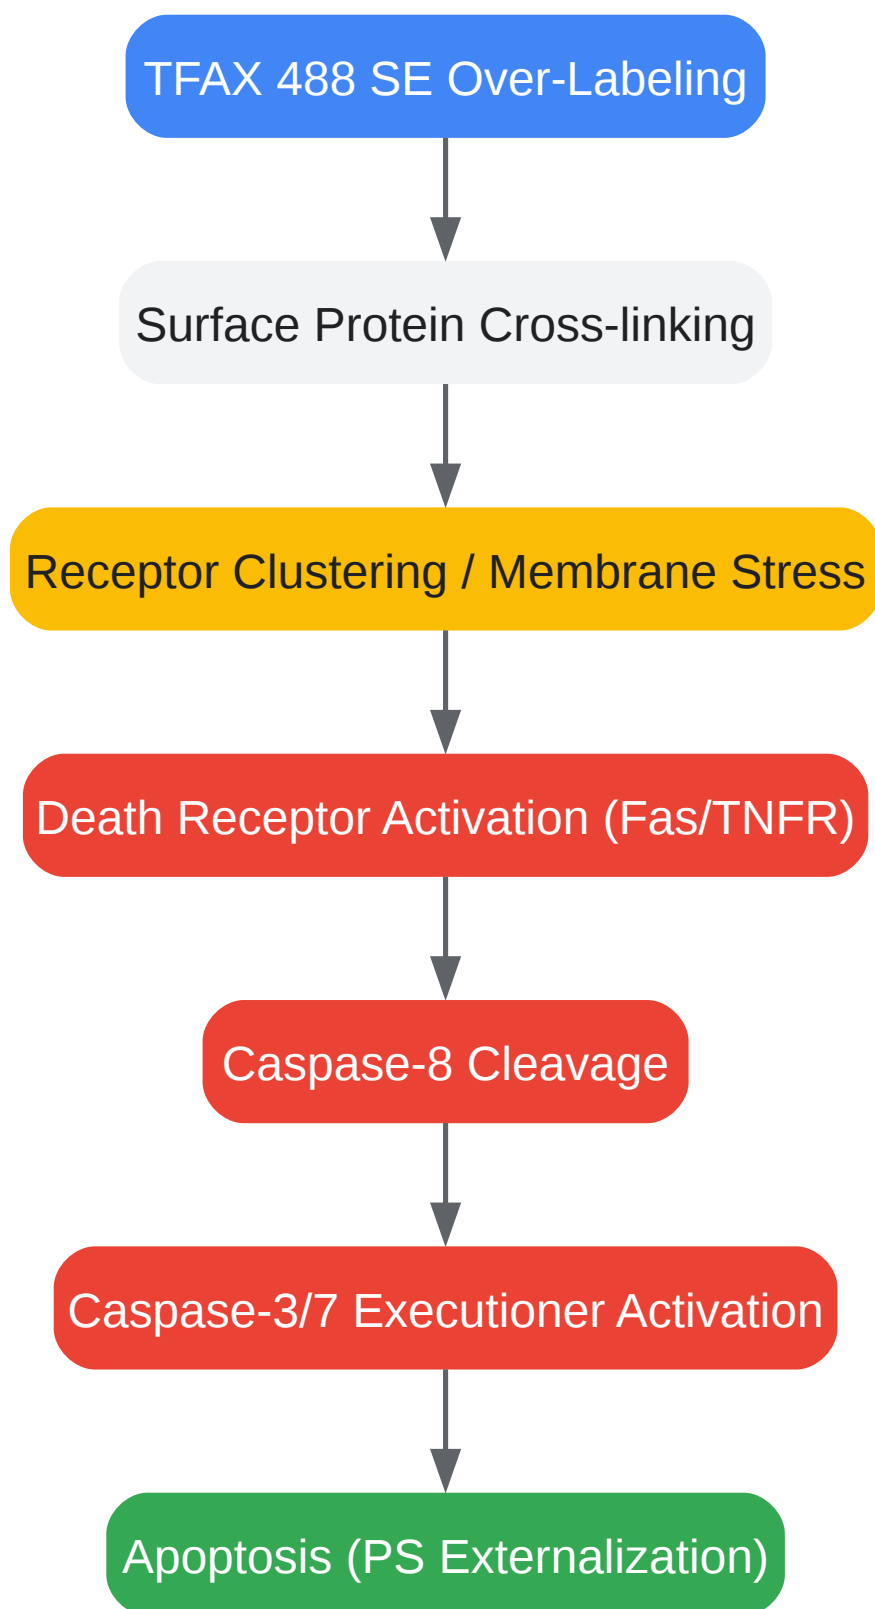 TFAX 488 SE Over-Labeling
Surface Protein Cross-linking
Receptor Clustering / Membrane Stress
Death Receptor Activation (Fas/TNFR)
Caspase-8 Cleavage
Caspase-3/7 Executioner Activation
Apoptosis (PS Externalization)